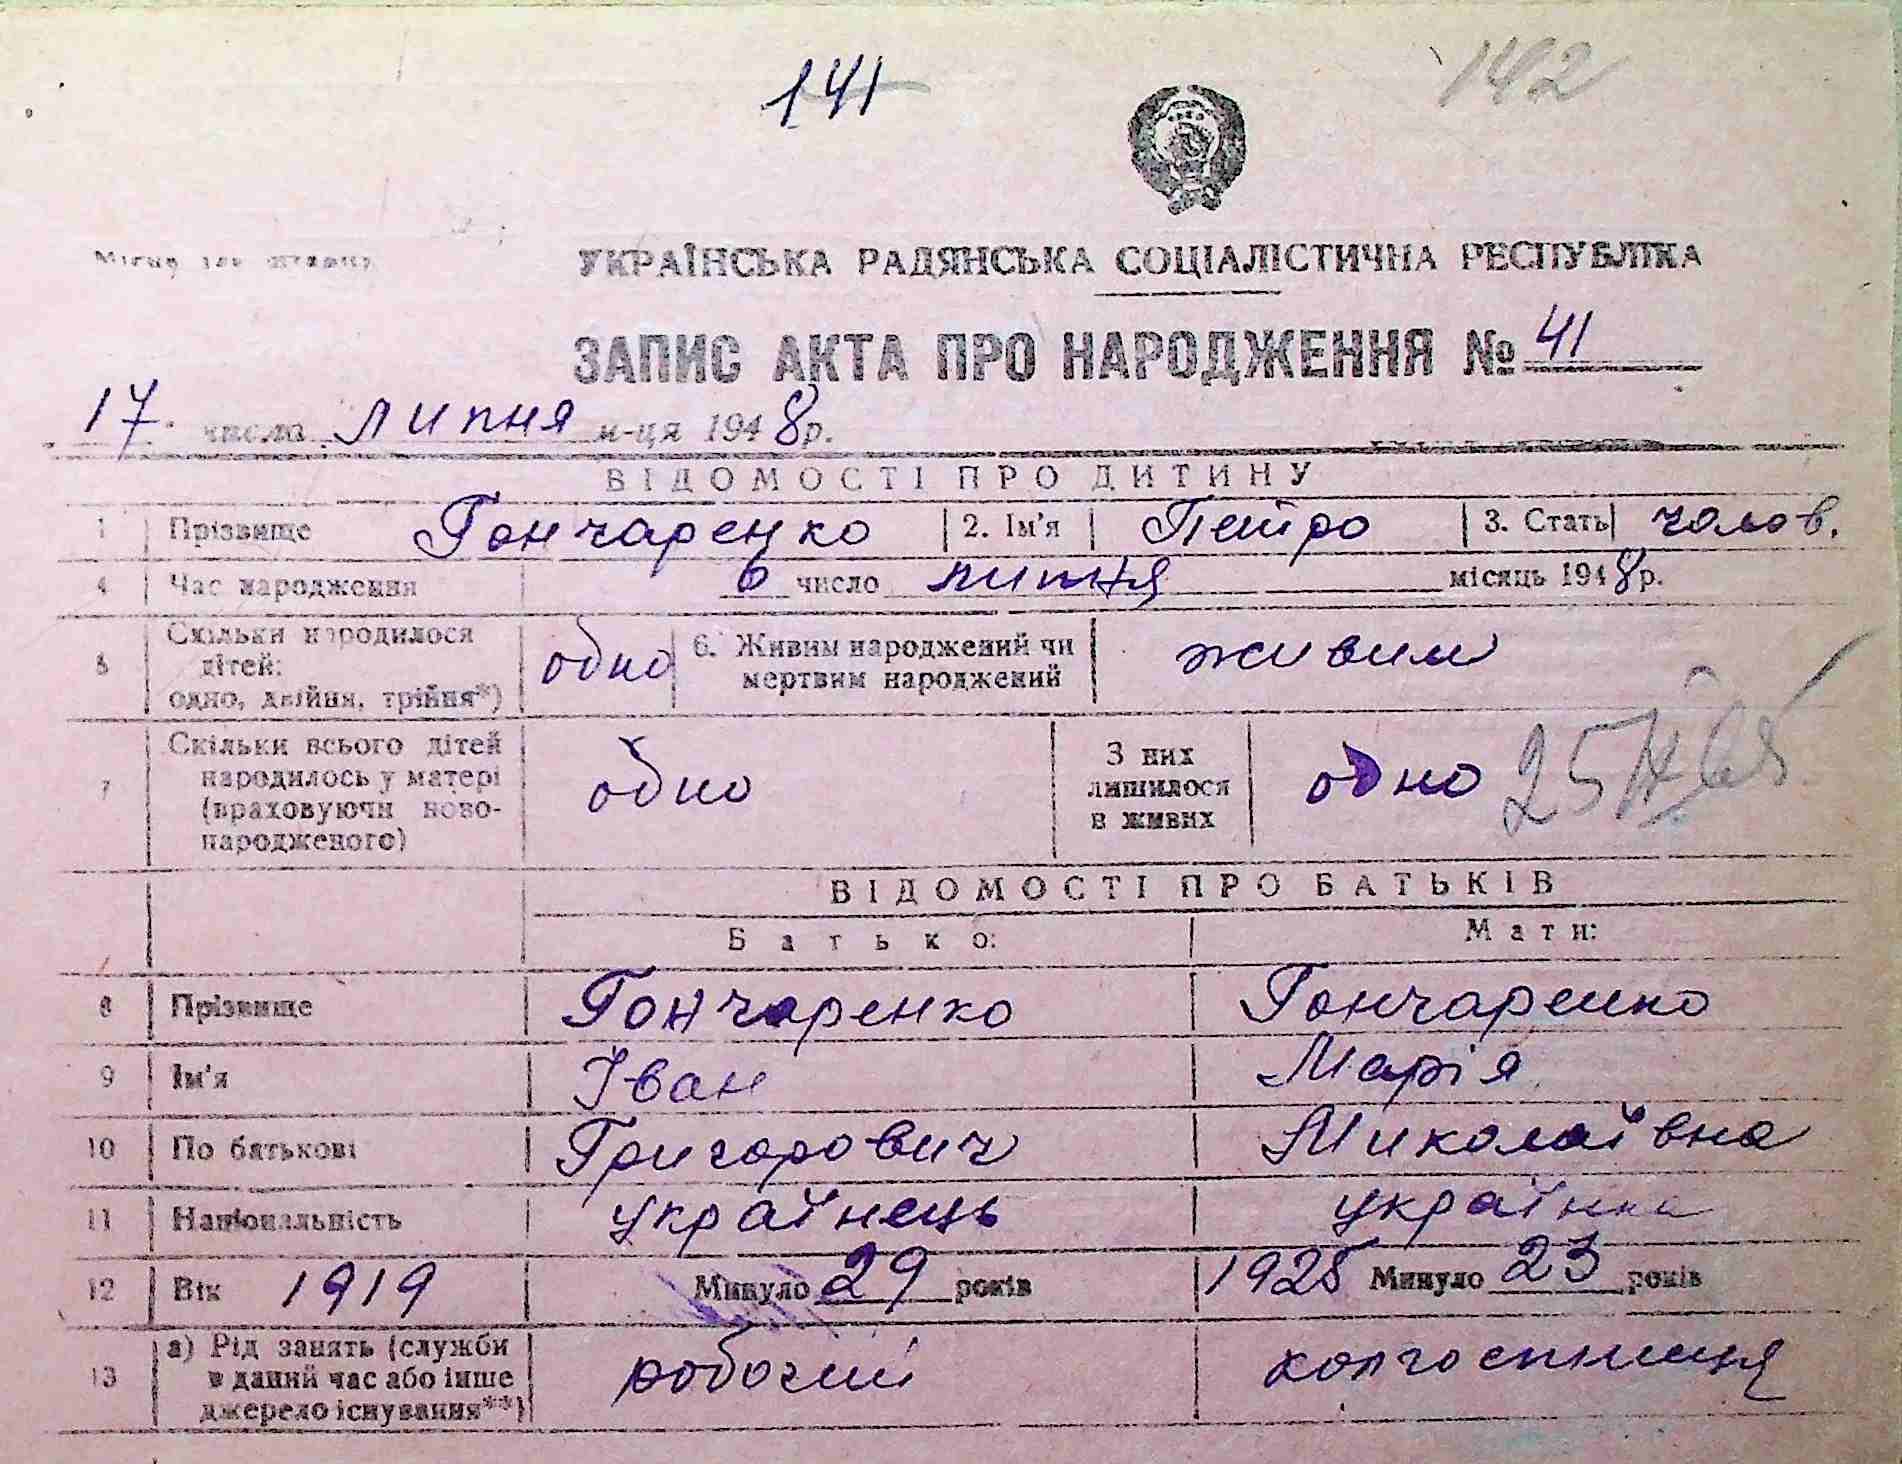 141 142
УКРАЇНСЬКА РАДЯНСЬКА СОЦІАЛІСТИЧНА РЕСПУБЛІКА
ЗАПИС АКТА ПРО НАРОДЖЕННЯ № 41
17 числа липня м-ця 1948 р.
ВІДОМОСТІ ПРО ДИТИНУ
1 Прізвище Гончаренко 2. Ім'я Петро 3. Стать чолов.
4 Час народження 6 число липня місяць 1948 р.
5 Скільки народилося дітей: одно, двійня, трійня*) одно 6. Живим народжений чи мертвим народжений живим
7 Скільки всього дітей народилось у матері (враховуючи ново-народженого) одно З них лишилося в живих одно
ВІДОМОСТІ ПРО БАТЬКІВ
Батько: Мати:
8 Прізвище Гончаренко Гончаренко
9 Ім'я Іван Марія
10 По батькові Григорович Миколаївна
11 Національність українець українка
12 Вік 1919 Минуло 29 років 1925 Минуло 23 років
13 а) Рід занять (служби в даний час або інше джерело існування**) робочий колгоспниця